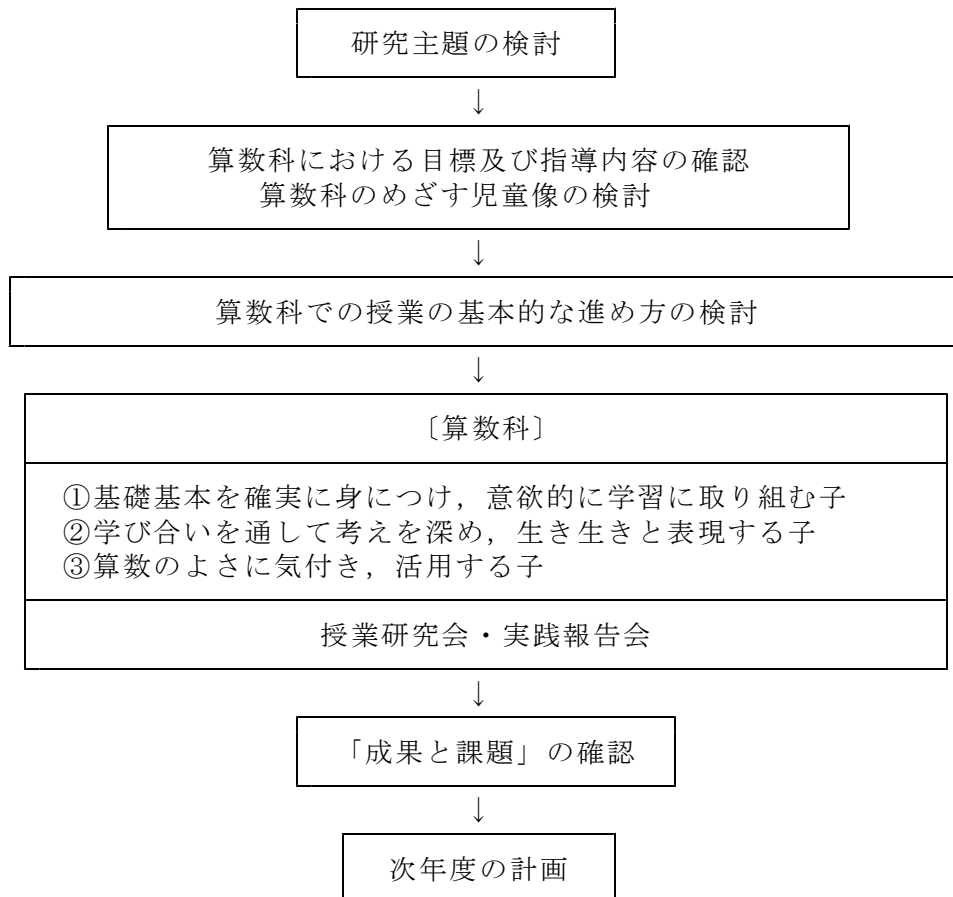 研究主題の検討
↓
算数科における目標及び指導内容の確認
算数科のめざす児童像の検討
↓
算数科での授業の基本的な進め方の検討
↓
〔算数科〕
①基礎基本を確実に身につけ，意欲的に学習に取り組む子
②学び合いを通して考えを深め，生き生きと表現する子
③算数のよさに気付き，活用する子
授業研究会・実践報告会
↓
「成果と課題」の確認
↓
次年度の計画